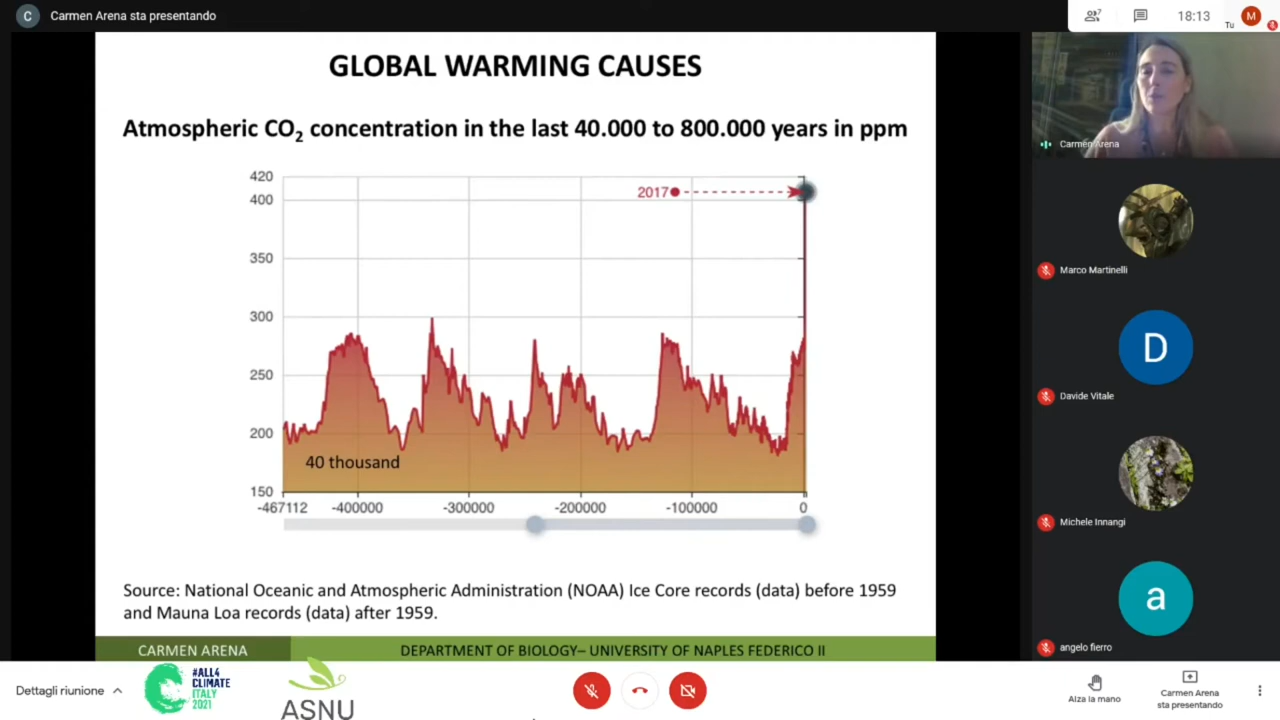 C Carmen Arena sta presentando
7
18:13
Tu
M
GLOBAL WARMING CAUSES
Atmospheric CO2 concentration in the last 40.000 to 800.000 years in ppm
420
400
350
300
250
200
150
2017
40 thousand
-467112 -400000 -300000 -200000 -100000 0
Source: National Oceanic and Atmospheric Administration (NOAA) Ice Core records (data) before 1959
and Mauna Loa records (data) after 1959.
CARMEN ARENA DEPARTMENT OF BIOLOGY– UNIVERSITY OF NAPLES FEDERICO II
Carmen Arena
Marco Martinelli
D
Davide Vitale
Michele Innangi
a
angelo fierro
Dettagli riunione
#ALL4
CLIMATE
ITALY
2021
ASNU
Alza la mano
Carmen Arena
sta presentando